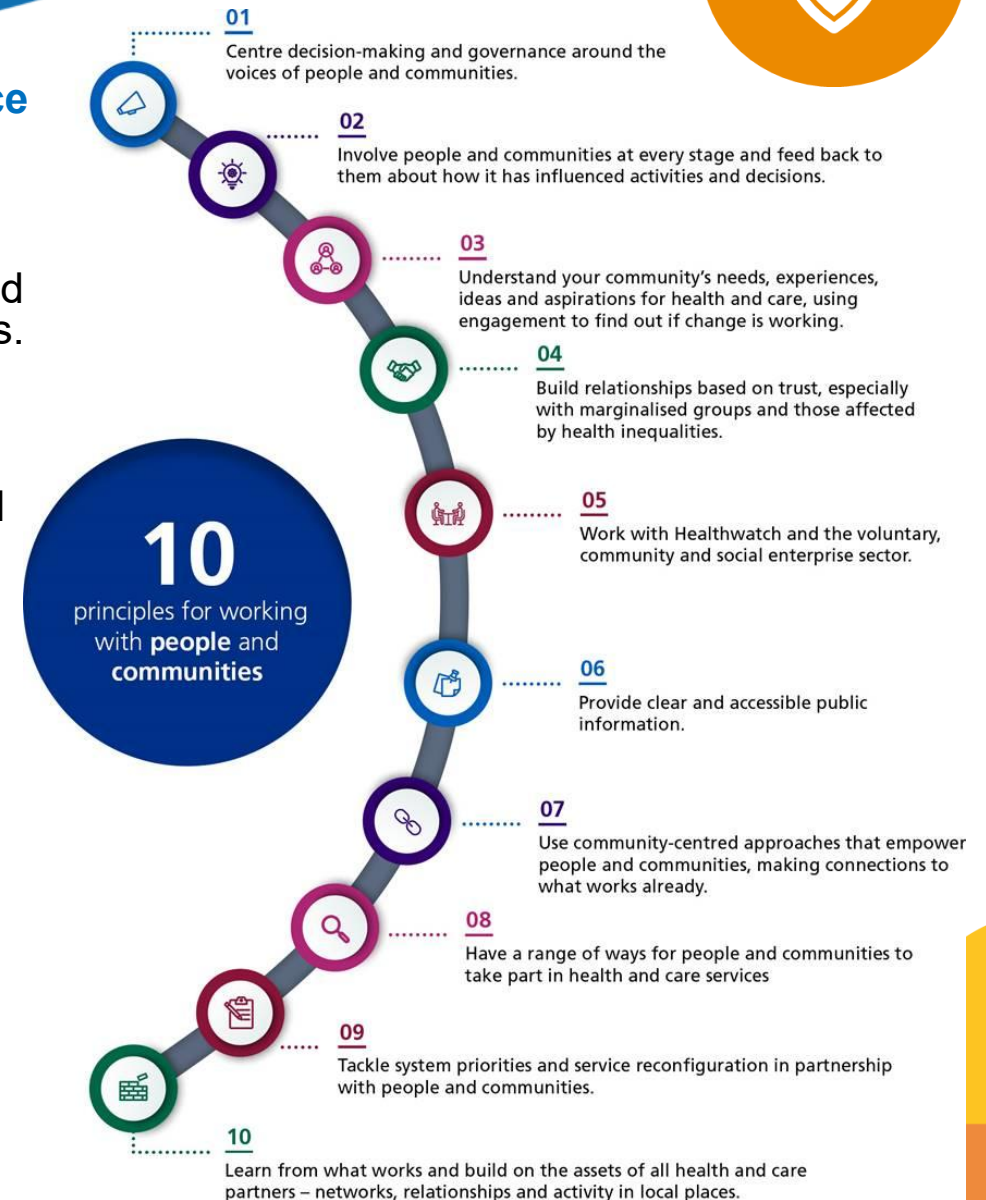 01
Centre decision-making and governance around the
voices of people and communities.
ce
02
Involve people and communities at every stage and feed back to
them about how it has influenced activities and decisions.
03
Understand your community's needs, experiences,
ideas and aspirations for health and care, using
engagement to find out if change is working.
d
s.
04
Build relationships based on trust, especially
with marginalised groups and those affected
by health inequalities.
10
principles for working
with people and
communities
05
Work with Healthwatch and the voluntary,
community and social enterprise sector.
06
Provide clear and accessible public
information.
07
Use community-centred approaches that empower
people and communities, making connections to
what works already.
08
Have a range of ways for people and communities to
take part in health and care services
09
Tackle system priorities and service reconfiguration in partnership
with people and communities.
10
Learn from what works and build on the assets of all health and care
partners – networks, relationships and activity in local places.